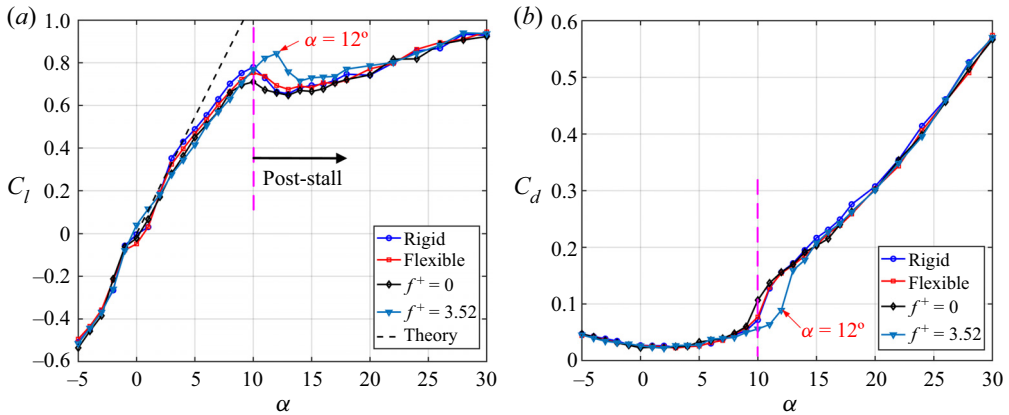 (a)
1.0
0.8
0.6
0.4
0.2
0
−0.2
−0.4
−0.6
C_l
α = 12º
Post-stall
Rigid
Flexible
f⁺ = 0
f⁺ = 3.52
Theory
−5 0 5 10 15 20 25 30
α
(b)
0.6
0.5
0.4
0.3
0.2
0.1
0
C_d
α = 12º
Rigid
Flexible
f⁺ = 0
f⁺ = 3.52
−5 0 5 10 15 20 25 30
α